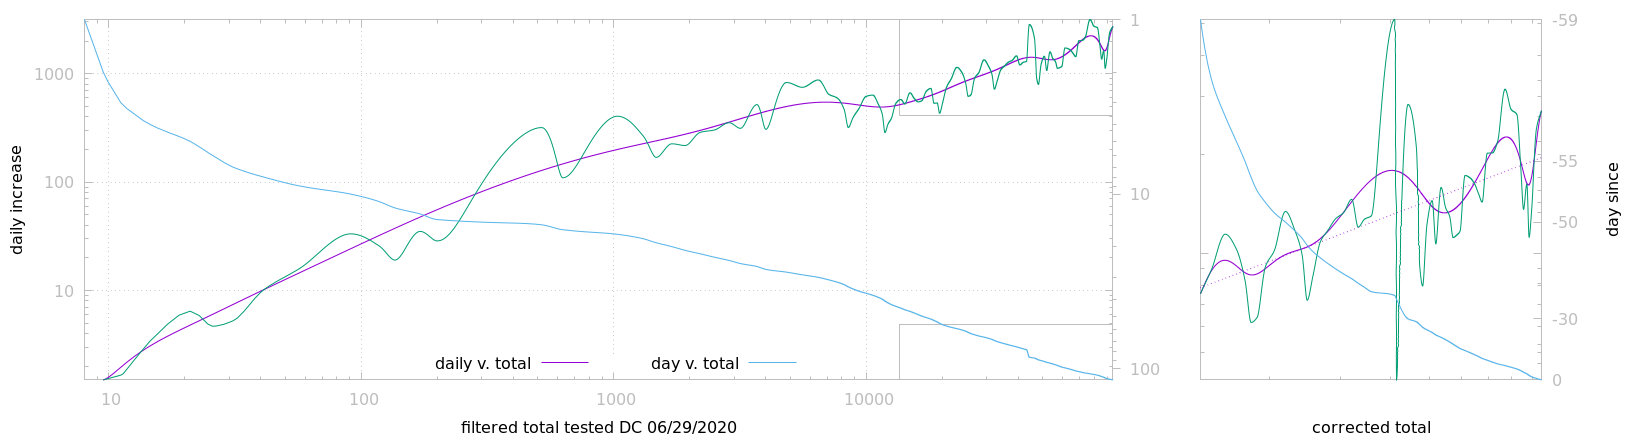 daily increase
1000
100
10
10
100
1000
10000
1
10
100
daily v. total
day v. total
filtered total tested DC 06/29/2020
-59
-55
-50
-30
0
day since
corrected total